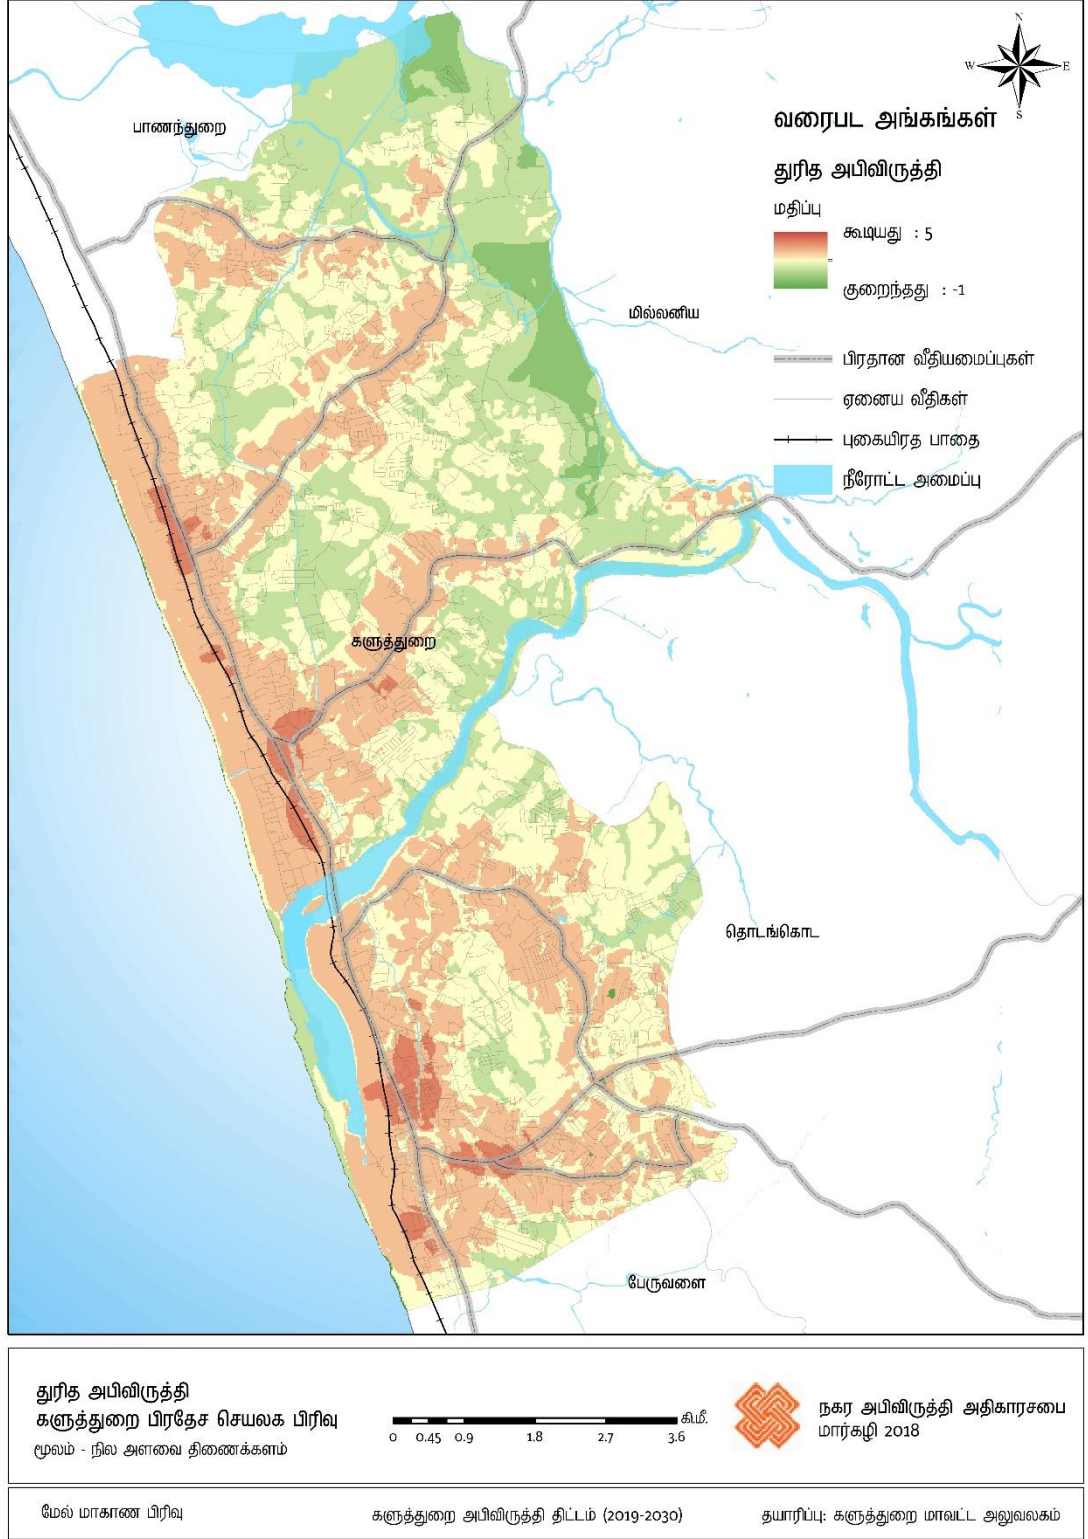 N
W
E
S
வரைபட அங்கங்கள்
துரித அபிவிருத்தி
மதிப்பு
கூடியது : 5
குறைந்தது : -1
பிரதான வீதியமைப்புகள்
ஏனைய வீதிகள்
புகையிரத பாதை
நீரோட்ட அமைப்பு
பாணந்துறை
மில்லனிய
களுத்துறை
தொடங்கொட
பேருவளை
துரித அபிவிருத்தி
களுத்துறை பிரதேச செயலக பிரிவு
மூலம் - நில அளவை திணைக்களம்
கி.மீ.
0 0.45 0.9 1.8 2.7 3.6
நகர அபிவிருத்தி அதிகாரசபை
மார்கழி 2018
மேல் மாகாண பிரிவு
களுத்துறை அபிவிருத்தி திட்டம் (2019-2030)
தயாரிப்பு: களுத்துறை மாவட்ட அலுவலகம்